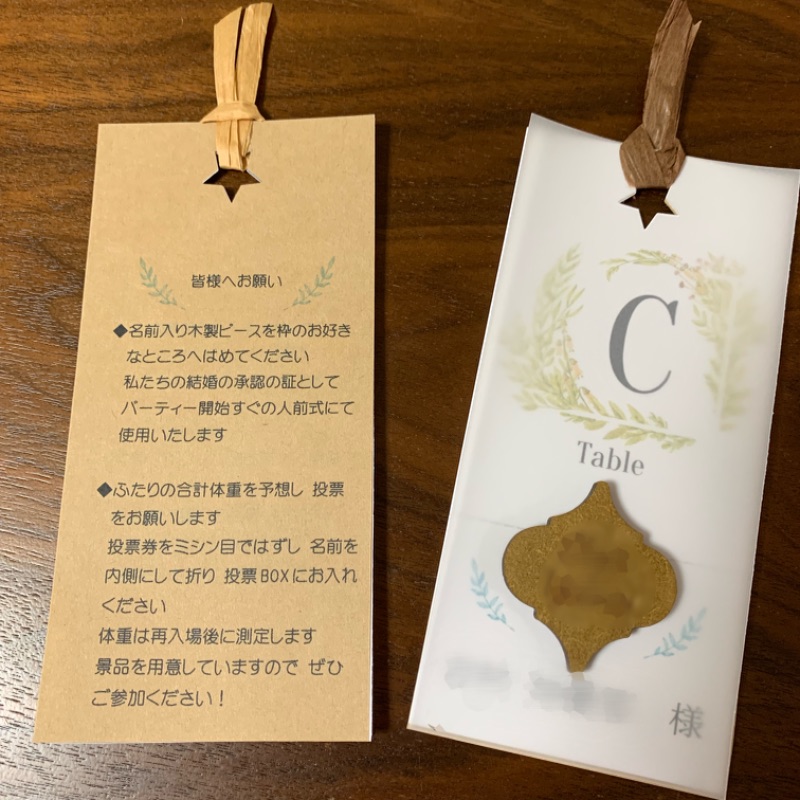 皆様へお願い
◆名前入り木製ピースを枠のお好き
なところへはめてください
私たちの結婚の承認の証として
パーティー開始すぐの人前式にて
使用いたします
◆ふたりの合計体重を予想し 投票
をお願いします
投票券をミシン目ではずし 名前を
内側にして折り 投票BOXにお入れ
ください
体重は再入場後に測定します
景品を用意していますので ぜひ
ご参加ください！
C
Table
様